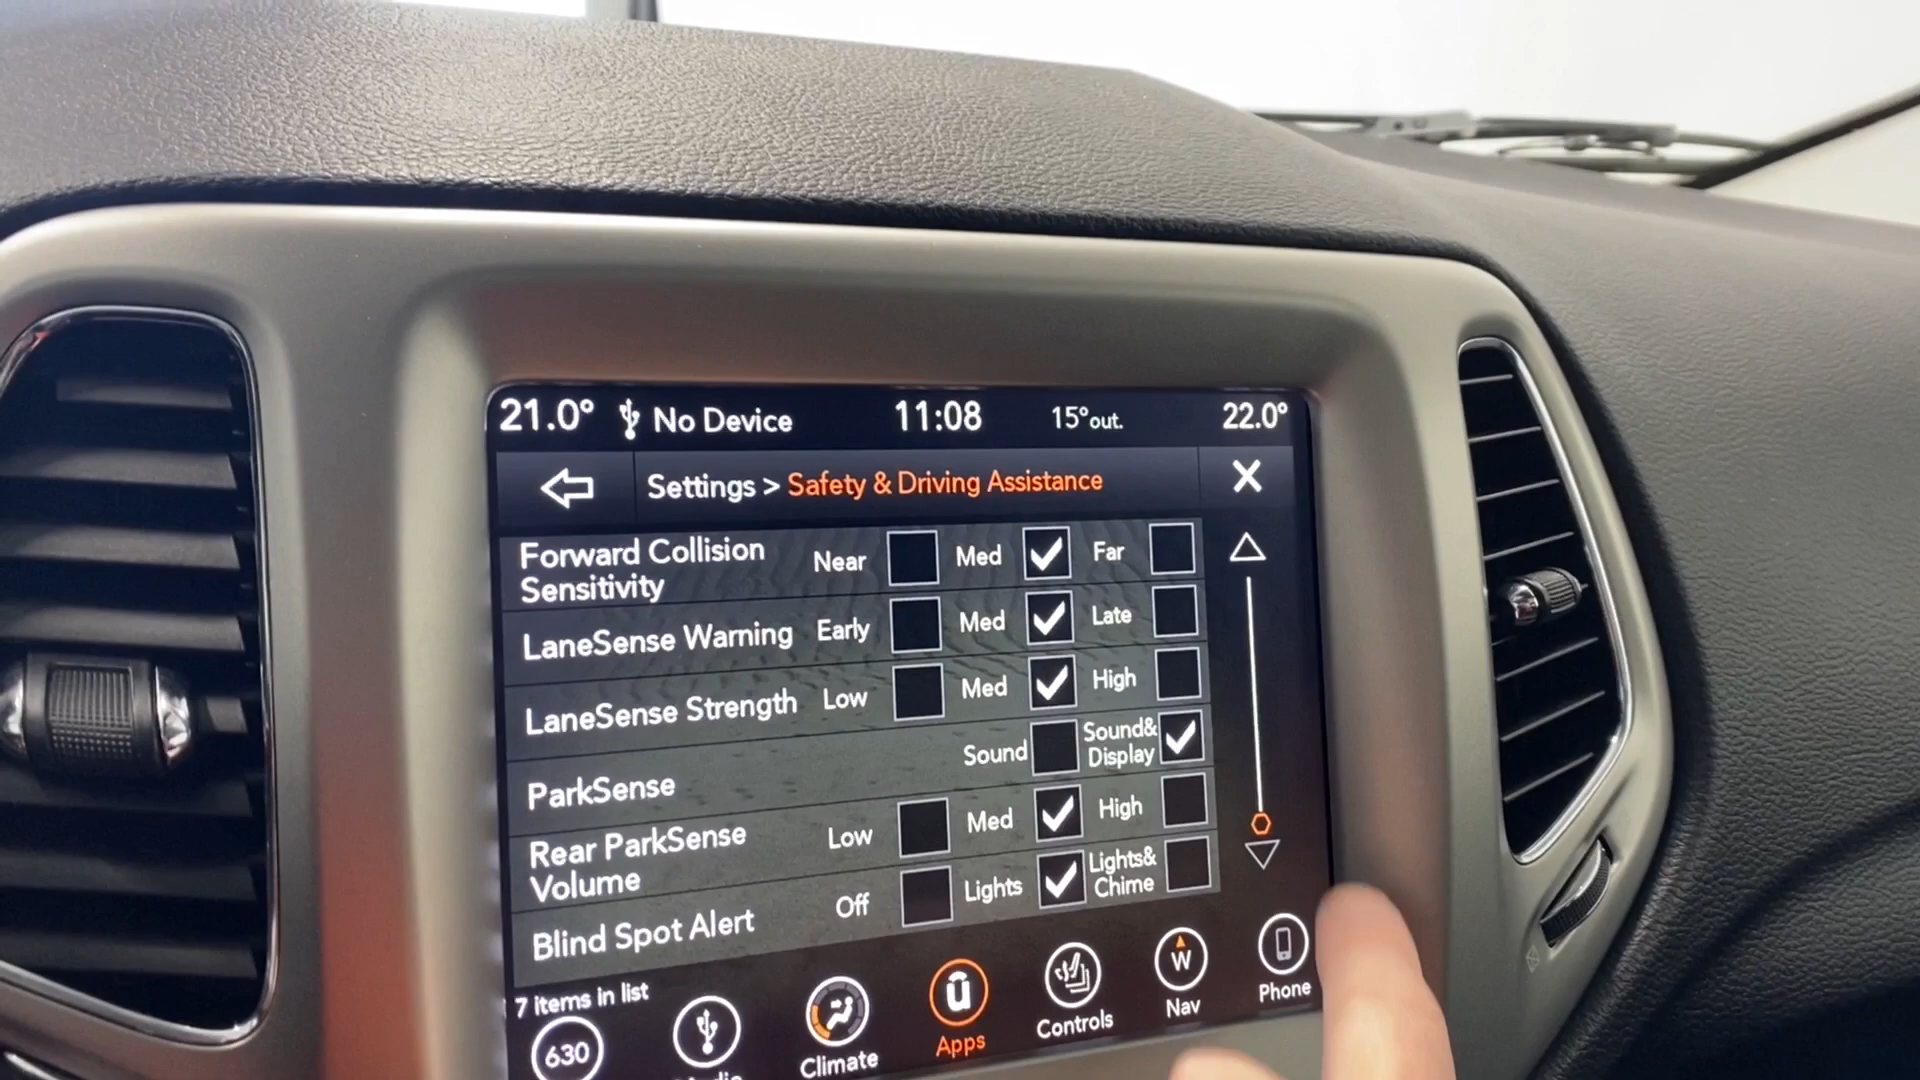 21.0° No Device 11:08 15°out. 22.0°
Settings > Safety & Driving Assistance X
Forward Collision
Sensitivity Near Med Far
LaneSense Warning Early Med Late
LaneSense Strength Low Med High
ParkSense Sound Sound&
Display
Rear ParkSense
Volume Low Med High
Blind Spot Alert Off Lights Lights&
Chime
7 items in list
630 Climate Apps Controls W Nav Phone